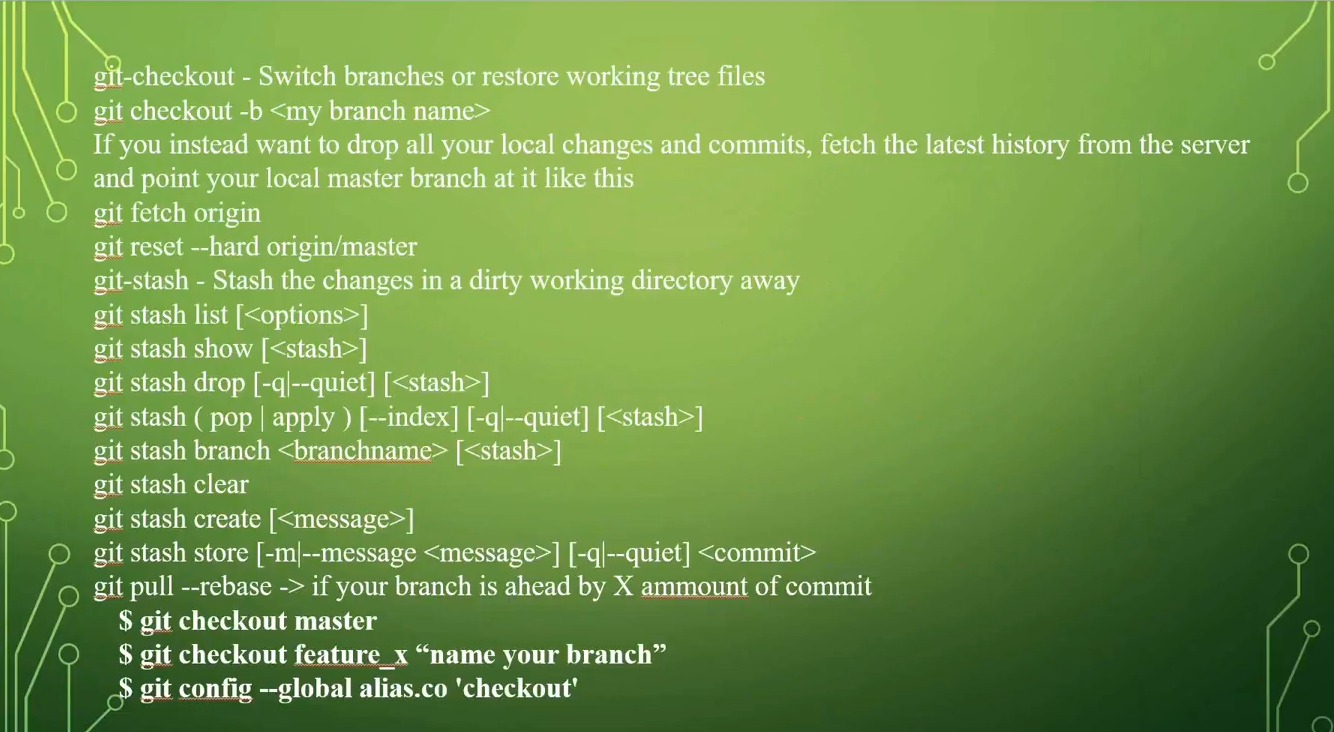 git-checkout - Switch branches or restore working tree files
git checkout -b <my branch name>
If you instead want to drop all your local changes and commits, fetch the latest history from the server
and point your local master branch at it like this
git fetch origin
git reset --hard origin/master
git-stash - Stash the changes in a dirty working directory away
git stash list [<options>]
git stash show [<stash>]
git stash drop [-q|--quiet] [<stash>]
git stash ( pop | apply ) [--index] [-q|--quiet] [<stash>]
git stash branch <branchname> [<stash>]
git stash clear
git stash create [<message>]
git stash store [-m|--message <message>] [-q|--quiet] <commit>
git pull --rebase -> if your branch is ahead by X ammount of commit
$ git checkout master
$ git checkout feature_x “name your branch”
$ git config --global alias.co 'checkout'